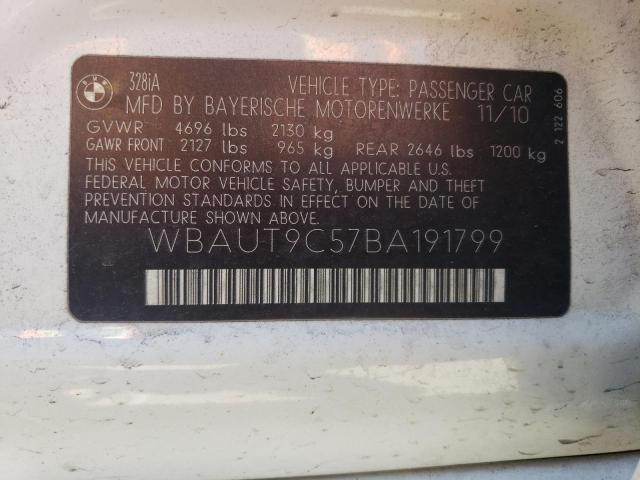 BMW
328iA VEHICLE TYPE: PASSENGER CAR
MFD BY BAYERISCHE MOTORENWERKE 11/10
GVWR 4696 lbs 2130 kg
GAWR FRONT 2127 lbs 965 kg REAR 2646 lbs 1200 kg
THIS VEHICLE CONFORMS TO ALL APPLICABLE U.S.
FEDERAL MOTOR VEHICLE SAFETY, BUMPER AND THEFT
PREVENTION STANDARDS IN EFFECT ON THE DATE OF
MANUFACTURE SHOWN ABOVE.
WBAUT9C57BA191799
2 122 606